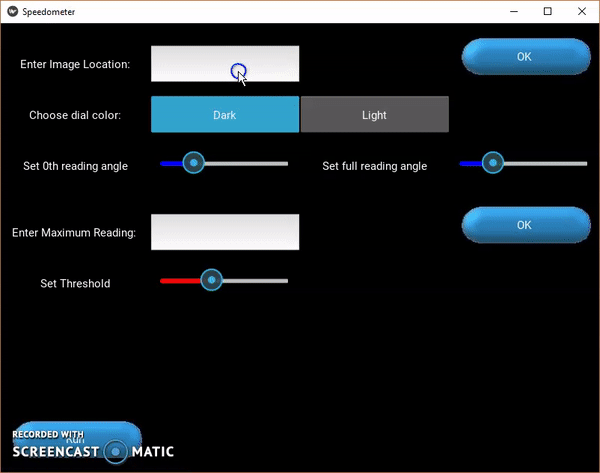 Speedometer
Enter Image Location:
OK
Choose dial color:
Dark
Light
Set 0th reading angle
Set full reading angle
Enter Maximum Reading:
OK
Set Threshold
Run
RECORDED WITH
SCREENCAST MATIC